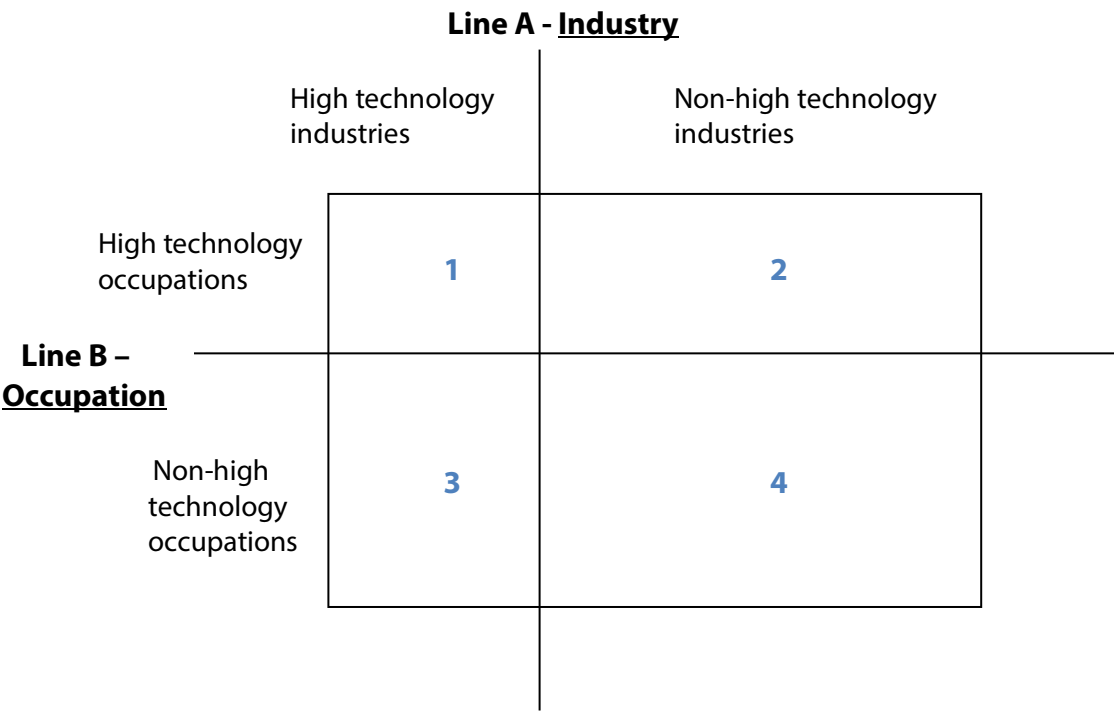 Line A - Industry
High technology
industries
Non-high technology
industries
High technology
occupations
1
2
Line B –
Occupation
Non-high
technology
occupations
3
4